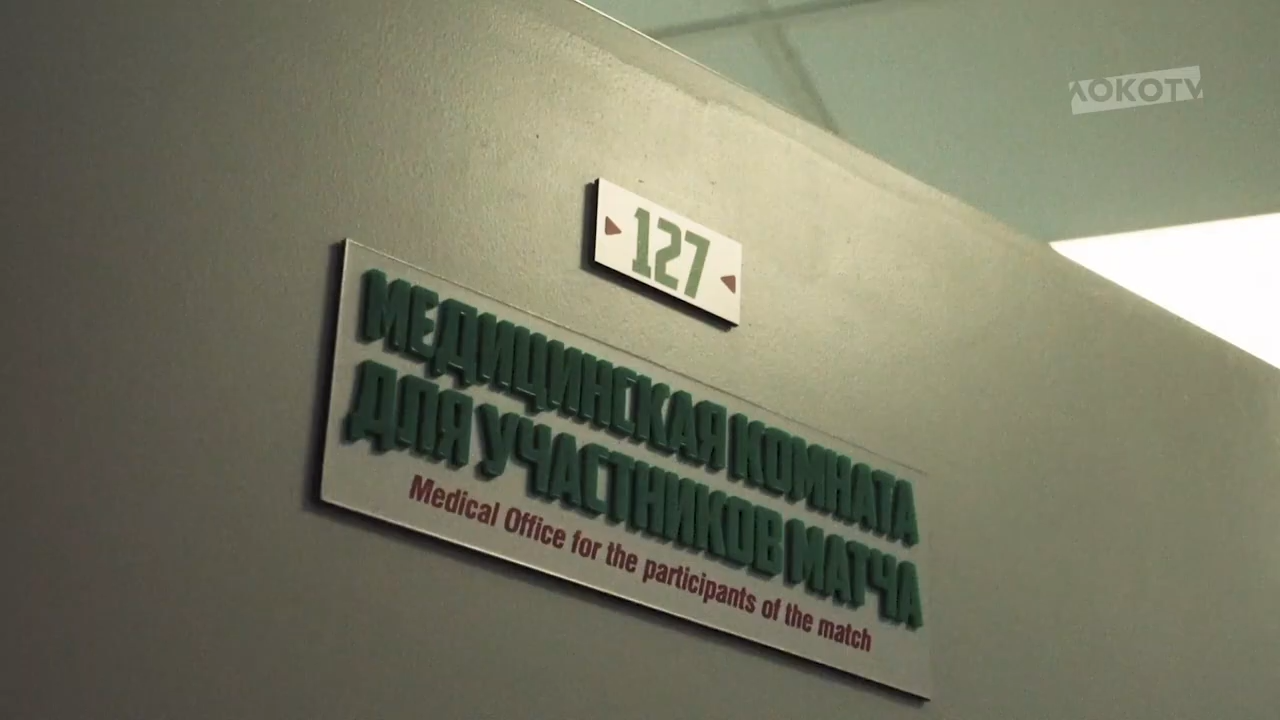 ЛОКОTV
127
МЕДИЦИНСКАЯ КОМНАТА
ДЛЯ УЧАСТНИКОВ МАТЧА
Medical Office for the participants of the match